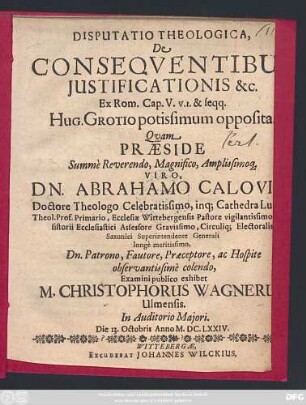 DISPUTATIO THEOLOGICA,
De
CONSEQVENTIBU
JUSTIFICATIONIS &c.
Ex Rom. Cap. V. v.1. & seqq.
HUG. GROTIO potissimum opposita
Qvam
PRÆSIDE
Summè Reverendo, Magnifico, Amplissimoq;
VIRO,
DN. ABRAHAMO CALOVI
Doctore Theologo Celebratissimo, inq; Cathedra Lu
Theol. Prof. Primario, Ecclesiæ Wittebergensis Pastore vigilantissimo
sistorii Ecclesiastici Assessore Gravissimo, Circuliq; Electoralis
Saxonici Superintendente Generali
longè meritissimo,
Dn. Patrono, Fautore, Præceptore, ac Hospite
observantissimè colendo,
Examini publico exhibet
M. CHRISTOPHORUS WAGNERU
Ulmensis.
In Auditorio Majori.
Die 13. Octobris Anno M. DC. LXXIV.
WITTEBERGÆ,
EXCUDEBAT JOHANNES WILCKIUS,